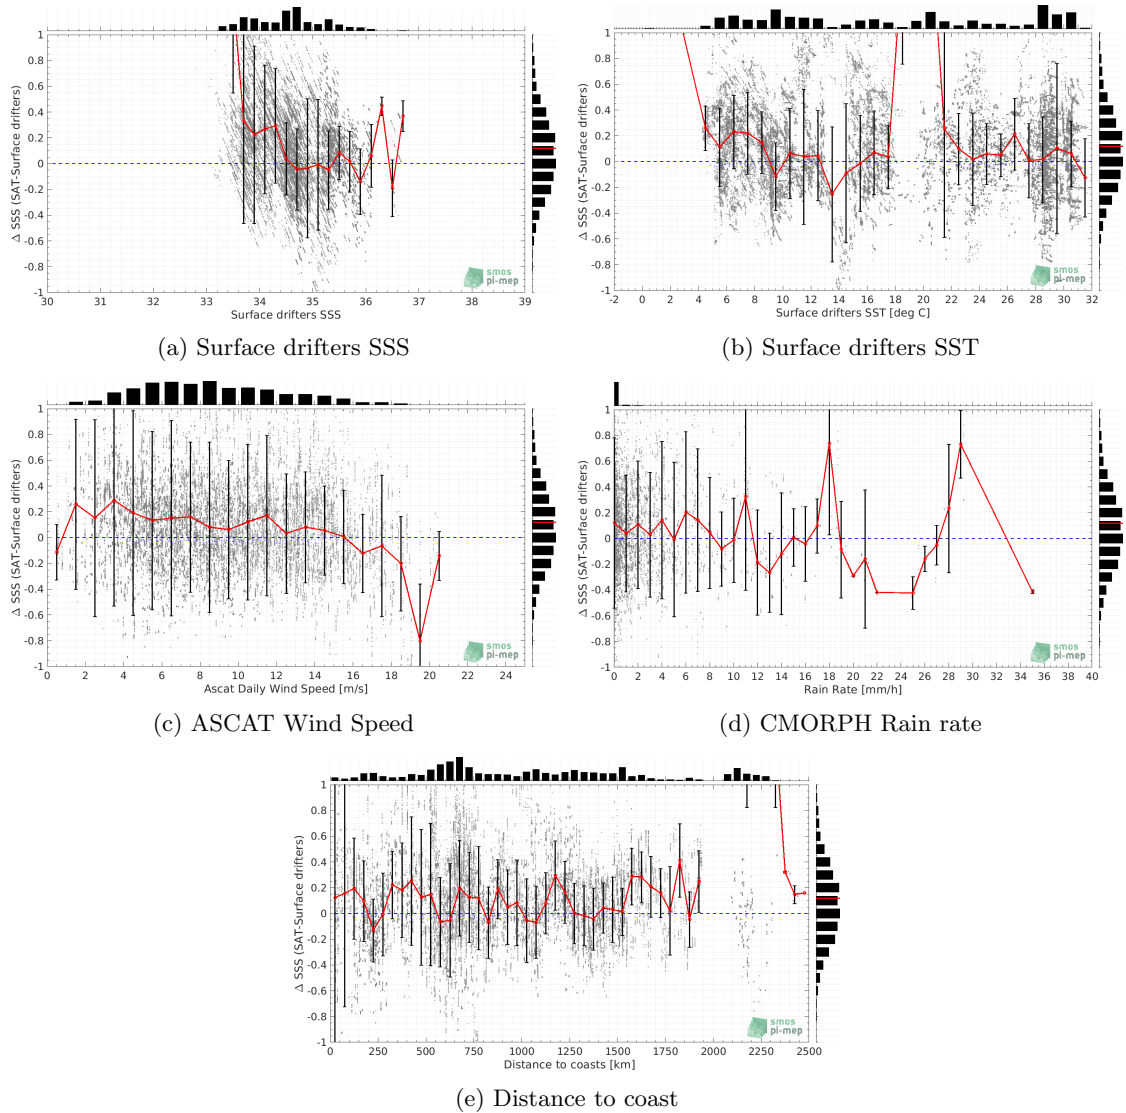 Δ SSS (SAT-Surface drifters)
1
0.8
0.6
0.4
0.2
0
-0.2
-0.4
-0.6
-0.8
-1
30 31 32 33 34 35 36 37 38 39
Surface drifters SSS
smos
pi-mep
(a) Surface drifters SSS
Δ SSS (SAT-Surface drifters)
1
0.8
0.6
0.4
0.2
0
-0.2
-0.4
-0.6
-0.8
-1
-2 0 2 4 6 8 10 12 14 16 18 20 22 24 26 28 30 32
Surface drifters SST [deg C]
smos
pi-mep
(b) Surface drifters SST
Δ SSS (SAT-Surface drifters)
1
0.8
0.6
0.4
0.2
0
-0.2
-0.4
-0.6
-0.8
-1
0 2 4 6 8 10 12 14 16 18 20 22 24
Ascat Daily Wind Speed [m/s]
smos
pi-mep
(c) ASCAT Wind Speed
Δ SSS (SAT-Surface drifters)
1
0.8
0.6
0.4
0.2
0
-0.2
-0.4
-0.6
-0.8
-1
0 2 4 6 8 10 12 14 16 18 20 22 24 26 28 30 32 34 36 38 40
Rain Rate [mm/h]
smos
pi-mep
(d) CMORPH Rain rate
Δ SSS (SAT-Surface drifters)
1
0.8
0.6
0.4
0.2
0
-0.2
-0.4
-0.6
-0.8
-1
0 250 500 750 1000 1250 1500 1750 2000 2250 2500
Distance to coasts [km]
smos
pi-mep
(e) Distance to coast